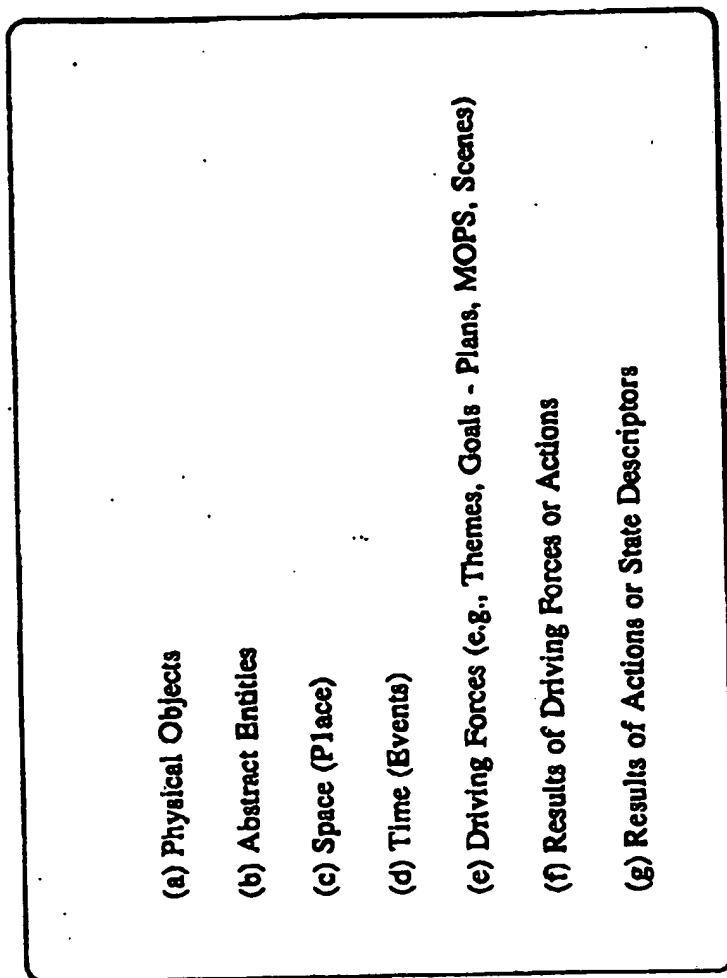 (a) Physical Objects
(b) Abstract Entities
(c) Space (Place)
(d) Time (Events)
(e) Driving Forces (e.g., Themes, Goals - Plans, MOPS, Scenes)
(f) Results of Driving Forces or Actions
(g) Results of Actions or State Descriptors